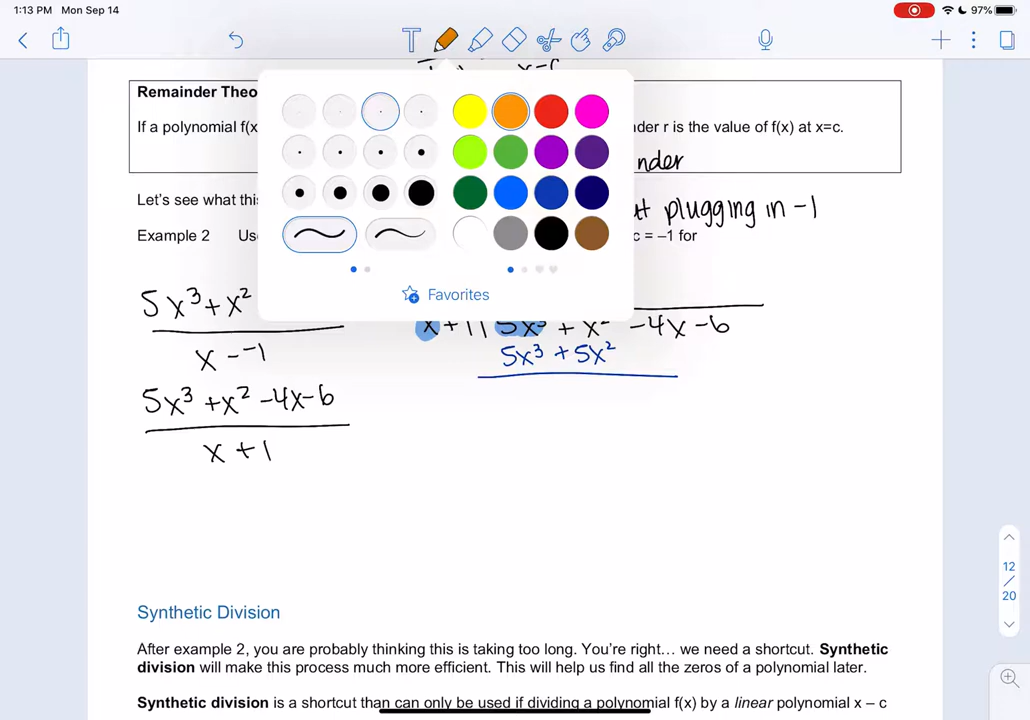 1:13 PM Mon Sep 14 97%
T
x-c
Remainder Theo
If a polynomial f(x nder r is the value of f(x) at x=c.
nder
Let's see what this ut plugging in -1
Example 2 Use c = –1 for
5x³+x²
x - -1
x+1 5x³ + x² -4x -6
5x³ + 5x²
5x³ +x² -4x-6
x +1
Favorites
12
/
20
Synthetic Division
After example 2, you are probably thinking this is taking too long. You're right… we need a shortcut. Synthetic
division will make this process much more efficient. This will help us find all the zeros of a polynomial later.
Synthetic division is a shortcut than can only be used if dividing a polynomial f(x) by a linear polynomial x – c